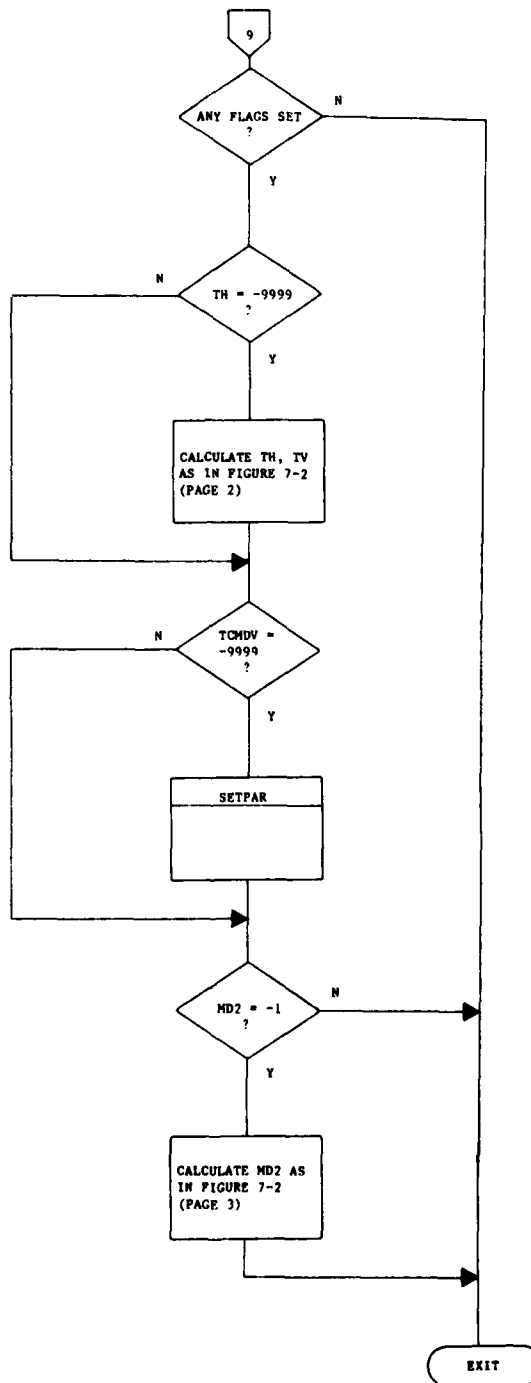 9
ANY FLAGS SET
?
N
Y
N
TH = -9999
?
Y
CALCULATE TH, TV
AS IN FIGURE 7-2
(PAGE 2)
N
TCMDV =
-9999
?
Y
SETPAR
MD2 = -1
?
N
Y
CALCULATE MD2 AS
IN FIGURE 7-2
(PAGE 3)
EXIT